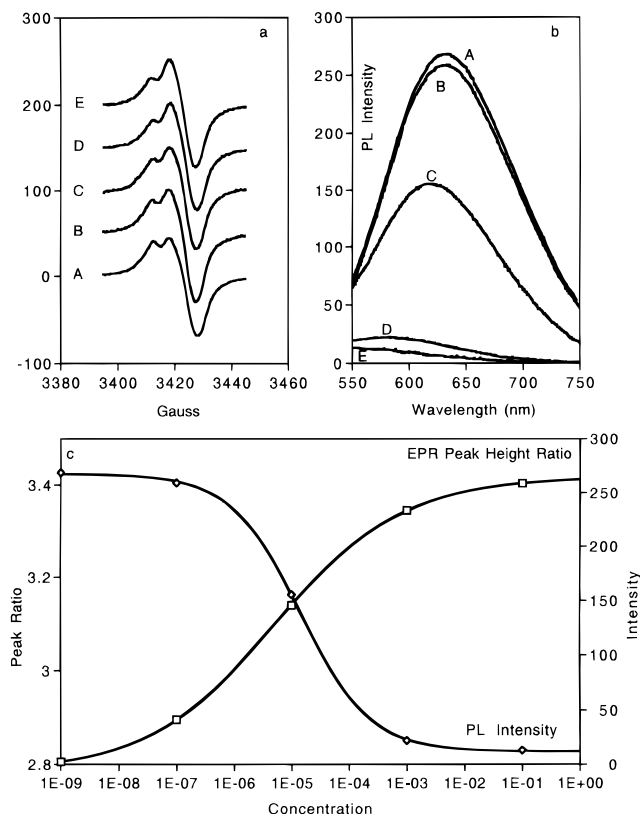 300
200
100
0
-100
3380
3400
3420
3440
3460
Gauss
a
E
D
C
B
A
300
250
200
150
100
50
0
550
600
650
700
750
Wavelength (nm)
PL Intensity
b
A
B
C
D
E
c
EPR Peak Height Ratio
PL Intensity
3.4
3.2
3
2.8
Peak Ratio
300
250
200
150
100
50
0
Intensity
1E-09
1E-08
1E-07
1E-06
1E-05
1E-04
1E-03
1E-02
1E-01
1E+00
Concentration